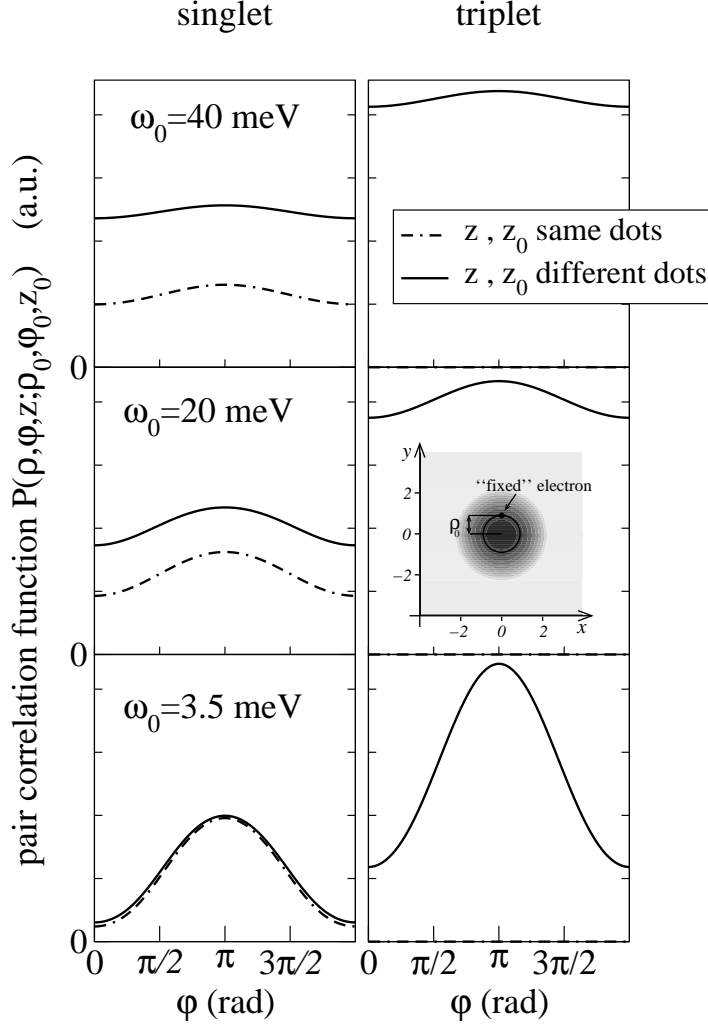 singlet triplet
pair correlation function P(ρ,φ,z;ρ₀,φ₀,z₀) (a.u.)
ω₀=40 meV
z , z₀ same dots
z , z₀ different dots
0
ω₀=20 meV
y
2
0
−2
ρ₀
‘‘fixed’’ electron
−2 0 2
x
0
ω₀=3.5 meV
0
0 π/2 π 3π/2 0 π/2 π 3π/2
φ (rad) φ (rad)